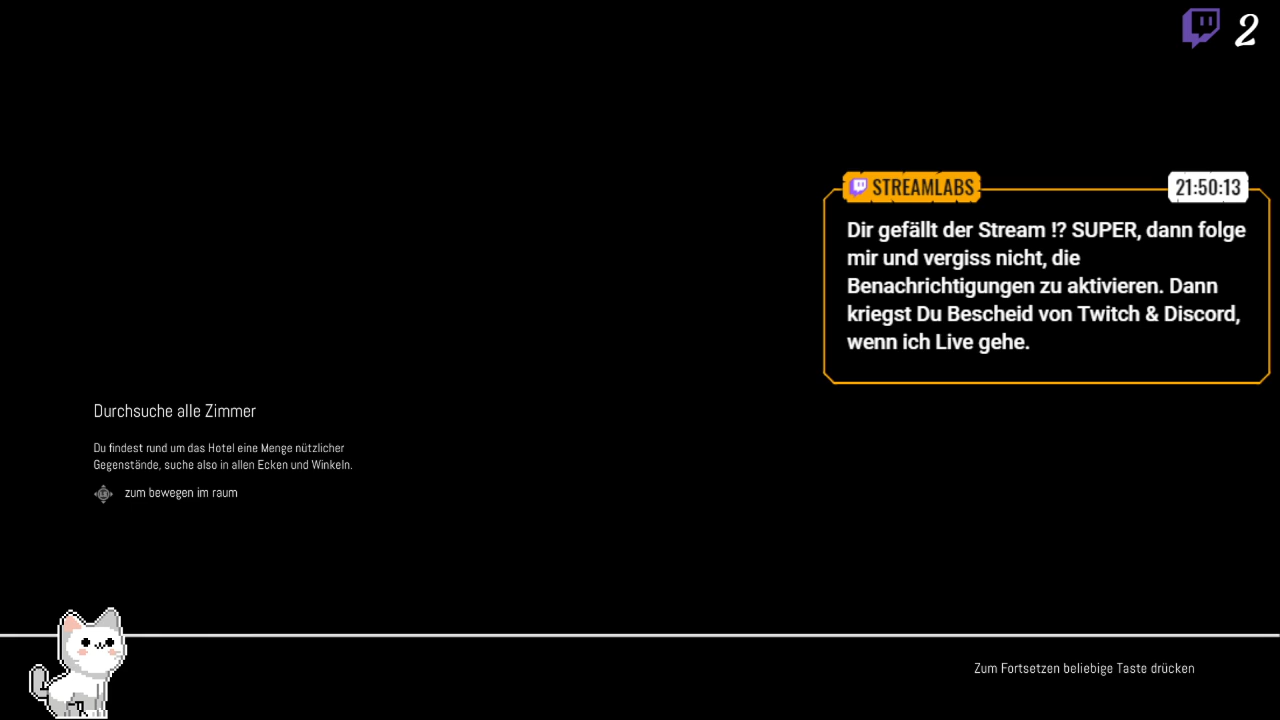 2
STREAMLABS
21:50:13
Dir gefällt der Stream !? SUPER, dann folge
mir und vergiss nicht, die
Benachrichtigungen zu aktivieren. Dann
kriegst Du Bescheid von Twitch & Discord,
wenn ich Live gehe.
Durchsuche alle Zimmer
Du findest rund um das Hotel eine Menge nützlicher
Gegenstände, suche also in allen Ecken und Winkeln.
zum bewegen im raum
Zum Fortsetzen beliebige Taste drücken